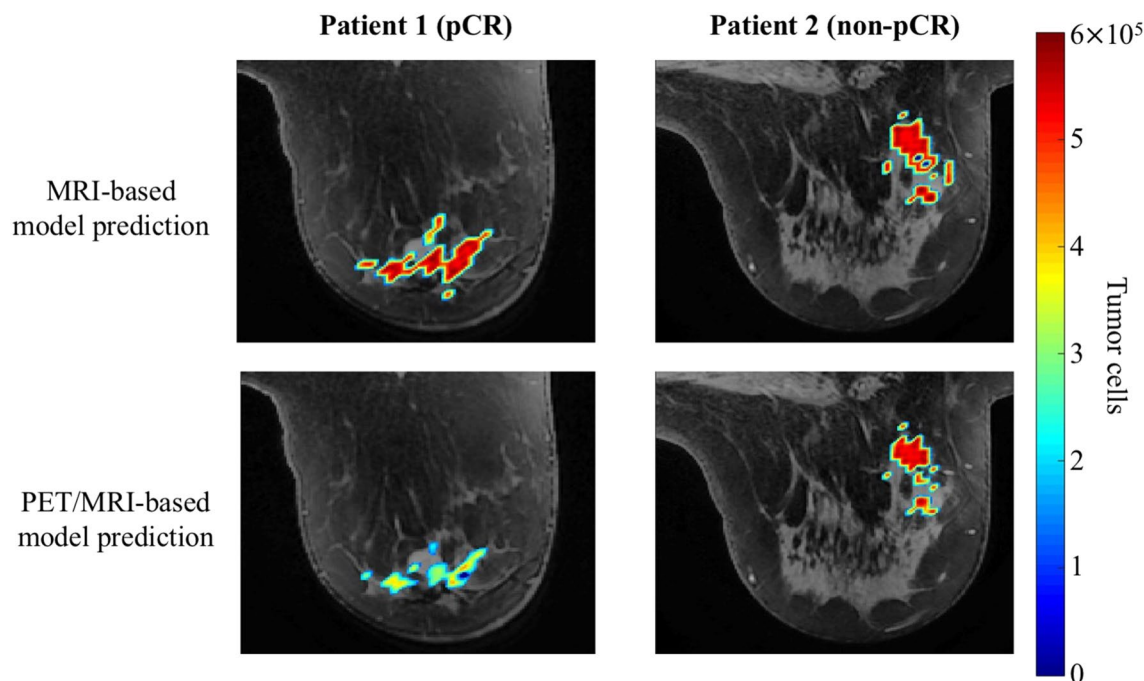 Patient 1 (pCR)
Patient 2 (non-pCR)
MRI-based
model prediction
PET/MRI-based
model prediction
6×10⁵
5
4
3
2
1
0
Tumor cells